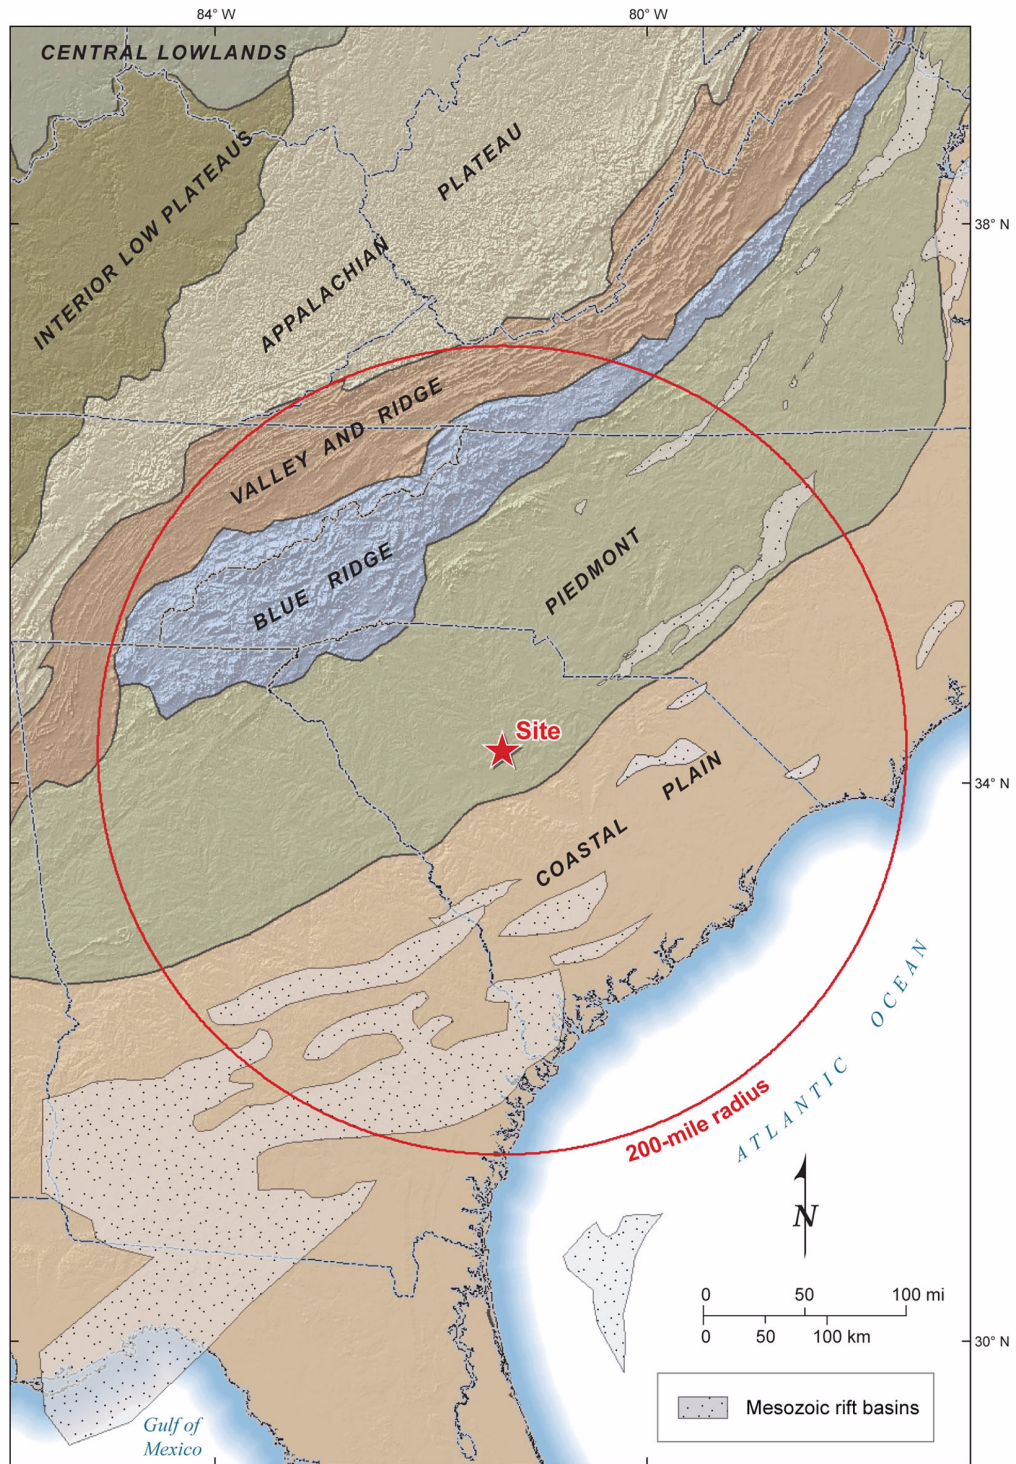 84° W
80° W
CENTRAL LOWLANDS
INTERIOR LOW PLATEAUS
APPALACHIAN
PLATEAU
38° N
VALLEY AND RIDGE
BLUE RIDGE
PIEDMONT
Site
34° N
COASTAL
PLAIN
ATLANTIC
OCEAN
200-mile radius
N
0 50 100 mi
0 50 100 km
30° N
Mesozoic rift basins
Gulf of
Mexico